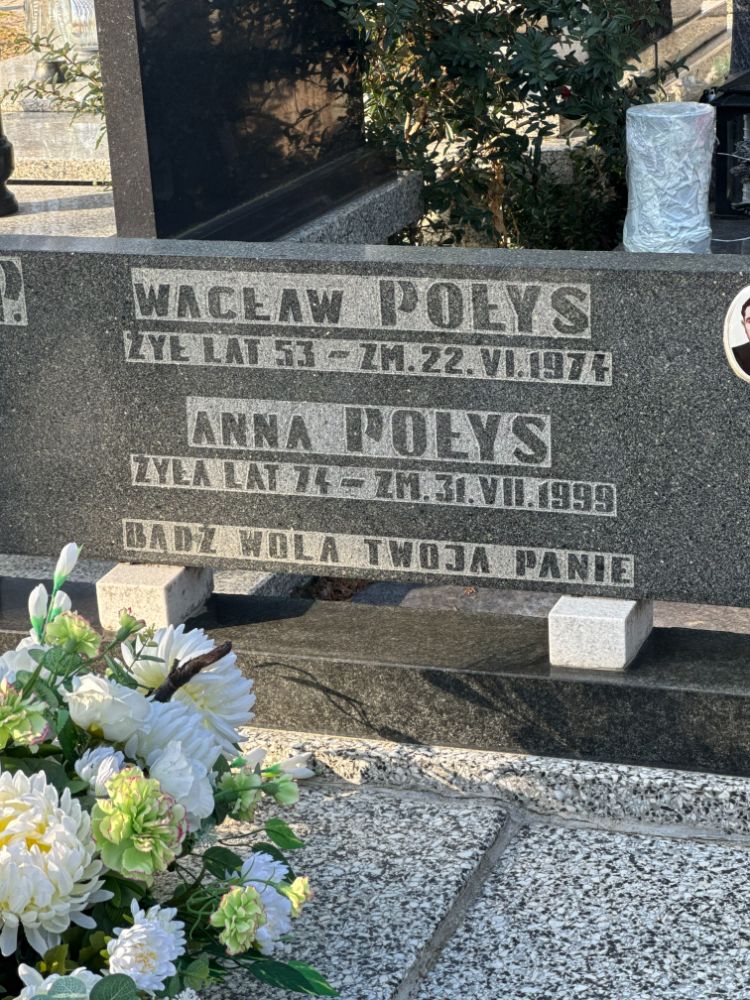 P.
WACŁAW POŁYS
ŻYŁ LAT 53 - ZM. 22. VI. 1974
ANNA POŁYS
ŻYŁA LAT 74 - ZM. 31. VII. 1999
BĄDŹ WOLA TWOJA PANIE